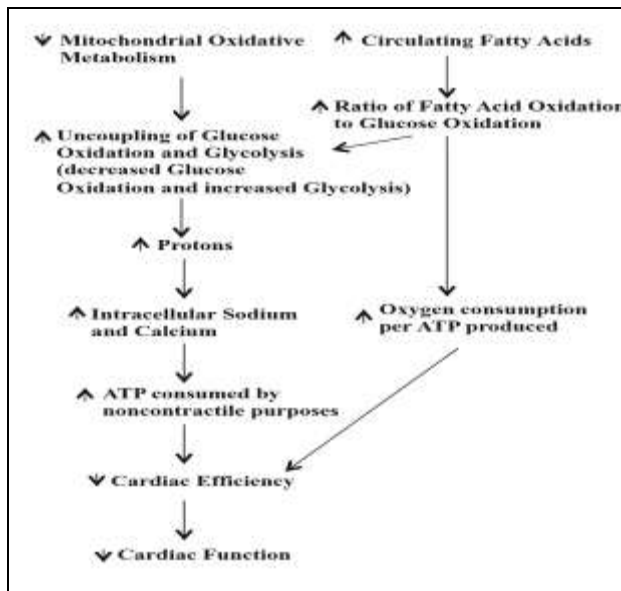 ↓ Mitochondrial Oxidative
Metabolism
↑ Circulating Fatty Acids
↑ Ratio of Fatty Acid Oxidation
to Glucose Oxidation
↑ Uncoupling of Glucose
Oxidation and Glycolysis
(decreased Glucose
Oxidation and increased Glycolysis)
↑ Protons
↑ Intracellular Sodium
and Calcium
↑ Oxygen consumption
per ATP produced
↑ ATP consumed by
noncontractile purposes
↓ Cardiac Efficiency
↓ Cardiac Function